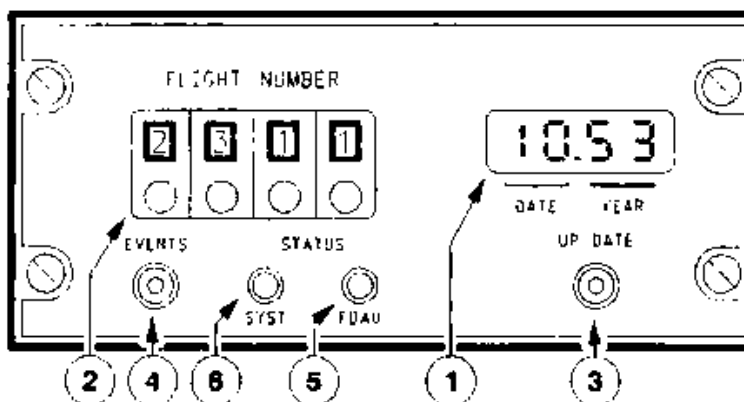 FLIGHT NUMBER
2 3 1 1
10.53
DATE YEAR
EVENTS STATUS UP DATE
SYST FDAU
2 4 6 5 1 3